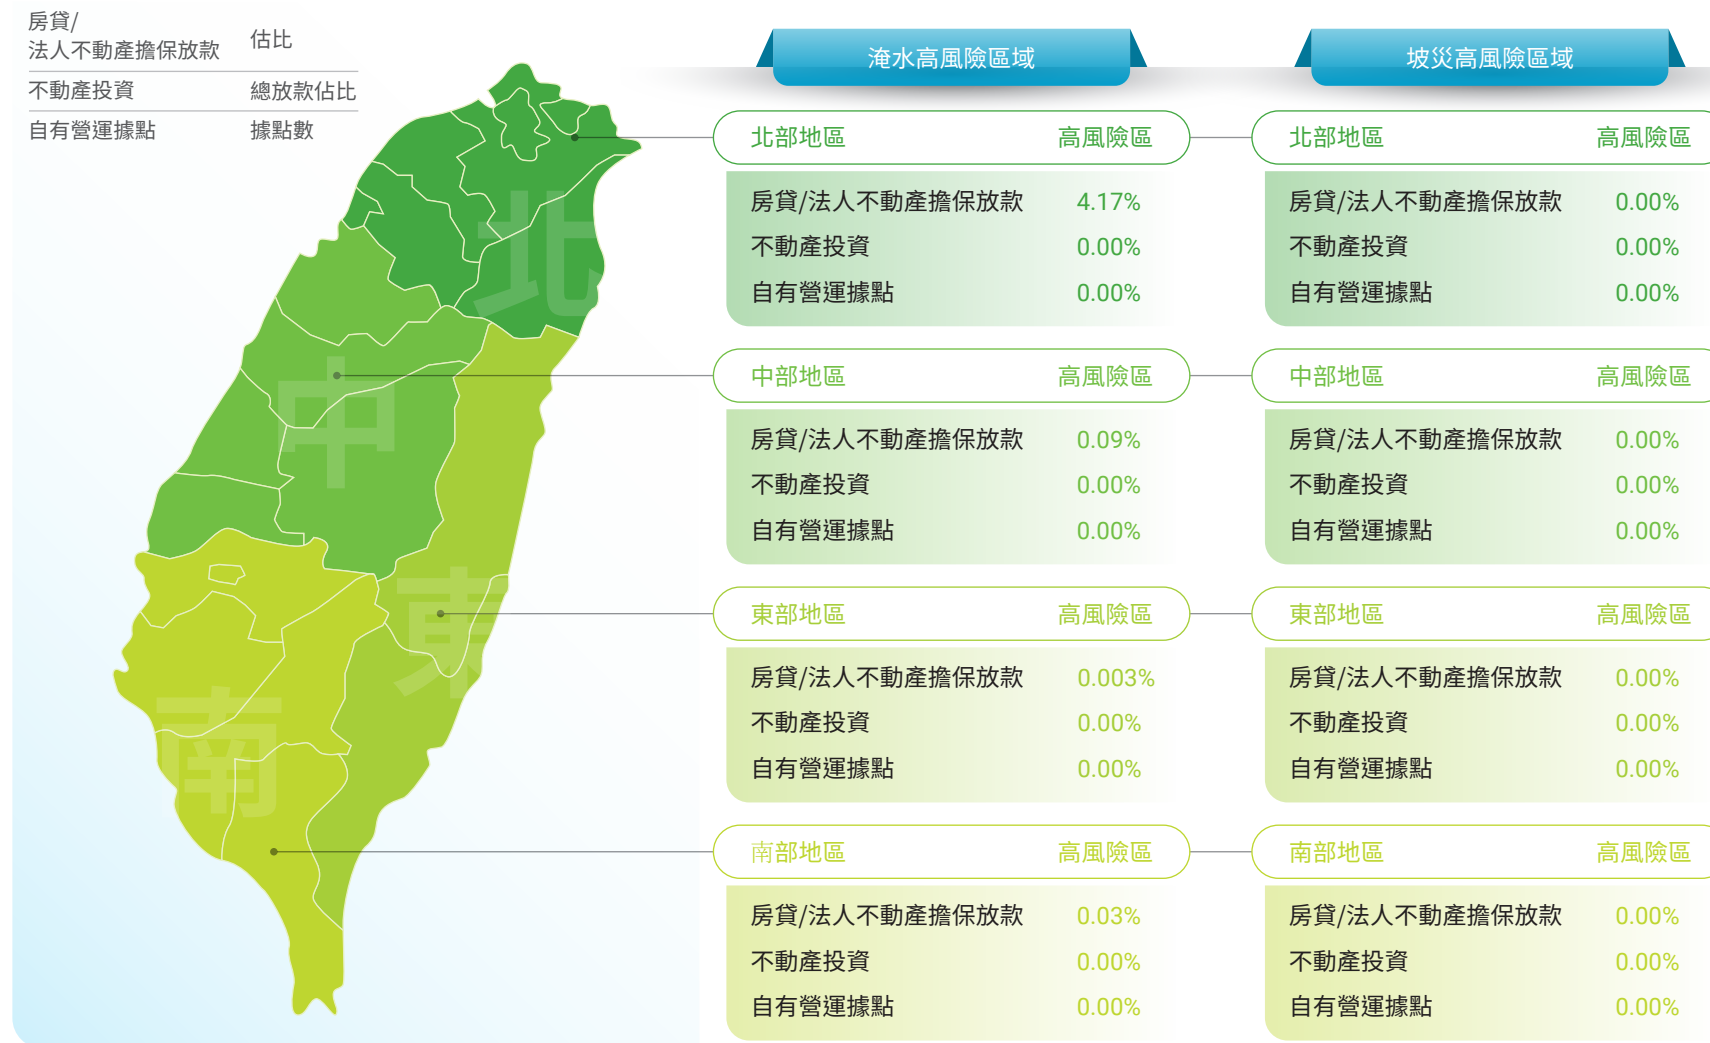 房貸/
法人不動產擔保放款 估比
不動產投資 總放款佔比
自有營運據點 據點數
北
中
東
南
淹水高風險區域
北部地區 高風險區
房貸/法人不動產擔保放款 4.17%
不動產投資 0.00%
自有營運據點 0.00%
中部地區 高風險區
房貸/法人不動產擔保放款 0.09%
不動產投資 0.00%
自有營運據點 0.00%
東部地區 高風險區
房貸/法人不動產擔保放款 0.003%
不動產投資 0.00%
自有營運據點 0.00%
南部地區 高風險區
房貸/法人不動產擔保放款 0.03%
不動產投資 0.00%
自有營運據點 0.00%
坡災高風險區域
北部地區 高風險區
房貸/法人不動產擔保放款 0.00%
不動產投資 0.00%
自有營運據點 0.00%
中部地區 高風險區
房貸/法人不動產擔保放款 0.00%
不動產投資 0.00%
自有營運據點 0.00%
東部地區 高風險區
房貸/法人不動產擔保放款 0.00%
不動產投資 0.00%
自有營運據點 0.00%
南部地區 高風險區
房貸/法人不動產擔保放款 0.00%
不動產投資 0.00%
自有營運據點 0.00%